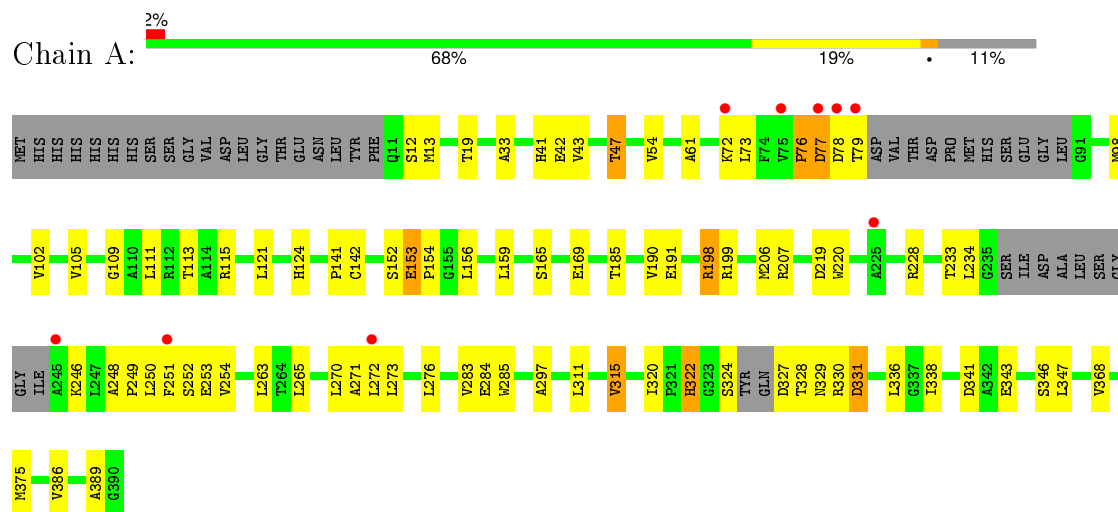 2%
Chain A:
68% 19% • 11%
MET HIS HIS HIS HIS HIS HIS SER SER GLY VAL ASP LEU GLY THR GLU ASN LEU TYR PHE Q11 S12 M13 T19 A33 H41 E42 V43 T47 V54 A61 K72 L73 F74 V75 P76 D77 D78 T79 ASP VAL THR ASP PRO MET HIS SER GLU GLY LEU G91 M98
V102 V105 G109 A110 L111 R112 T113 A114 R115 L121 H124 P141 C142 S152 E153 P154 G155 L156 L159 S165 E169 T185 V190 E191 R198 R199 M206 R207 D219 W220 A225 R228 T233 L234 G235 SER ILE ASP ALA LEU SER GLY
GLY ILE A245 K246 L247 A248 P249 L250 F251 S252 E253 V254 L263 T264 L265 L270 A271 L272 L273 L276 V283 E284 W285 A297 L311 V315 I320 P321 H322 G323 S324 TYR GLN D327 T328 N329 R330 D331 L336 G337 I338 D341 A342 E343 S346 L347 V368
M375 V386 A389 G390